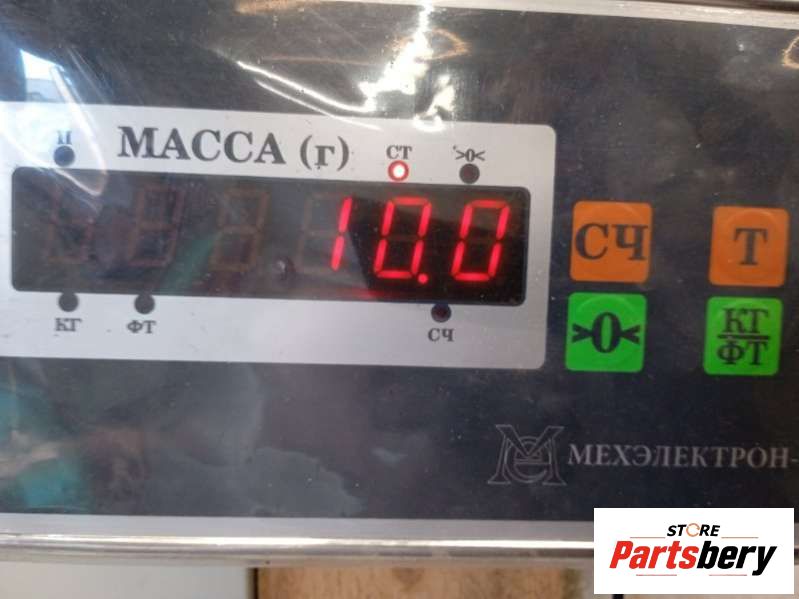 М МАССА (г) СТ >0<
10.0
КГ ФТ СЧ
СЧ Т
>0< КГ
ФТ
МЕХЭЛЕКТРОН-
STORE
Partsbery